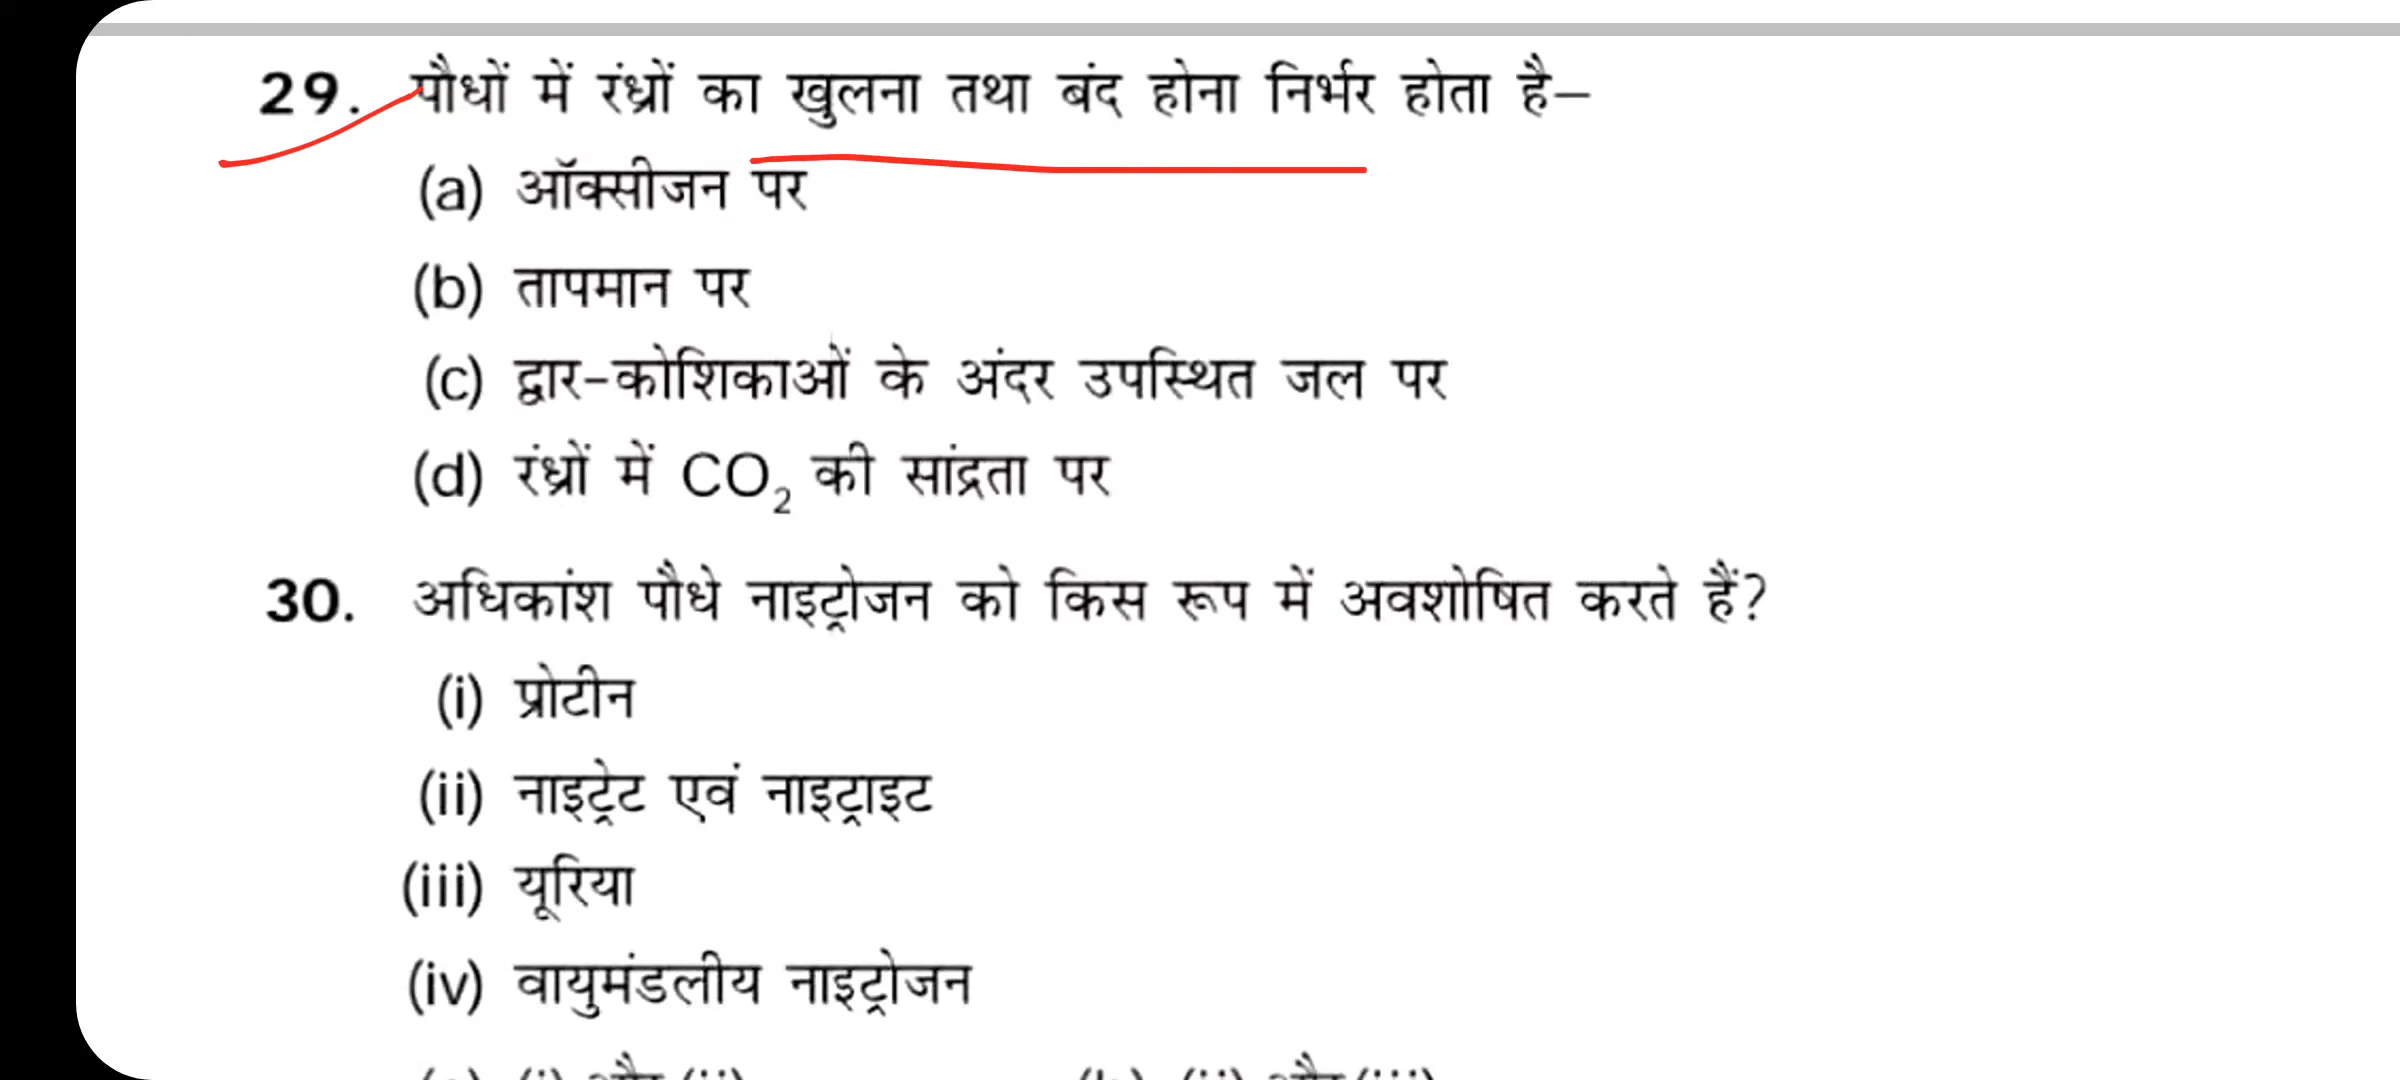 29. पौधों में रंध्रों का खुलना तथा बंद होना निर्भर होता है–
(a) ऑक्सीजन पर
(b) तापमान पर
(c) द्वार-कोशिकाओं के अंदर उपस्थित जल पर
(d) रंध्रों में CO₂ की सांद्रता पर
30. अधिकांश पौधे नाइट्रोजन को किस रूप में अवशोषित करते हैं?
(i) प्रोटीन
(ii) नाइट्रेट एवं नाइट्राइट
(iii) यूरिया
(iv) वायुमंडलीय नाइट्रोजन